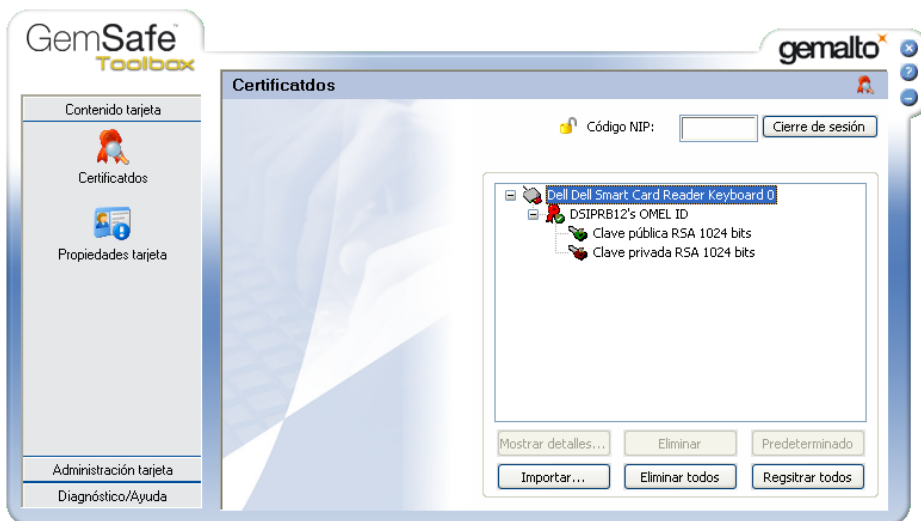 GemSafe
Toolbox
gemalto
Certificatdos
Contenido tarjeta
Certificatdos
Propiedades tarjeta
Administración tarjeta
Diagnóstico/Ayuda
Código NIP:
Cierre de sesión
Dell Dell Smart Card Reader Keyboard 0
DSIPRB12's OMEL ID
Clave pública RSA 1024 bits
Clave privada RSA 1024 bits
Mostrar detalles... Eliminar Predeterminado
Importar... Eliminar todos Regsitrar todos